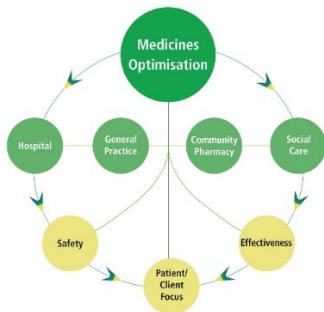 Medicines
Optimisation
Hospital
General
Practice
Community
Pharmacy
Social
Care
Safety
Effectiveness
Patient/
Client
Focus